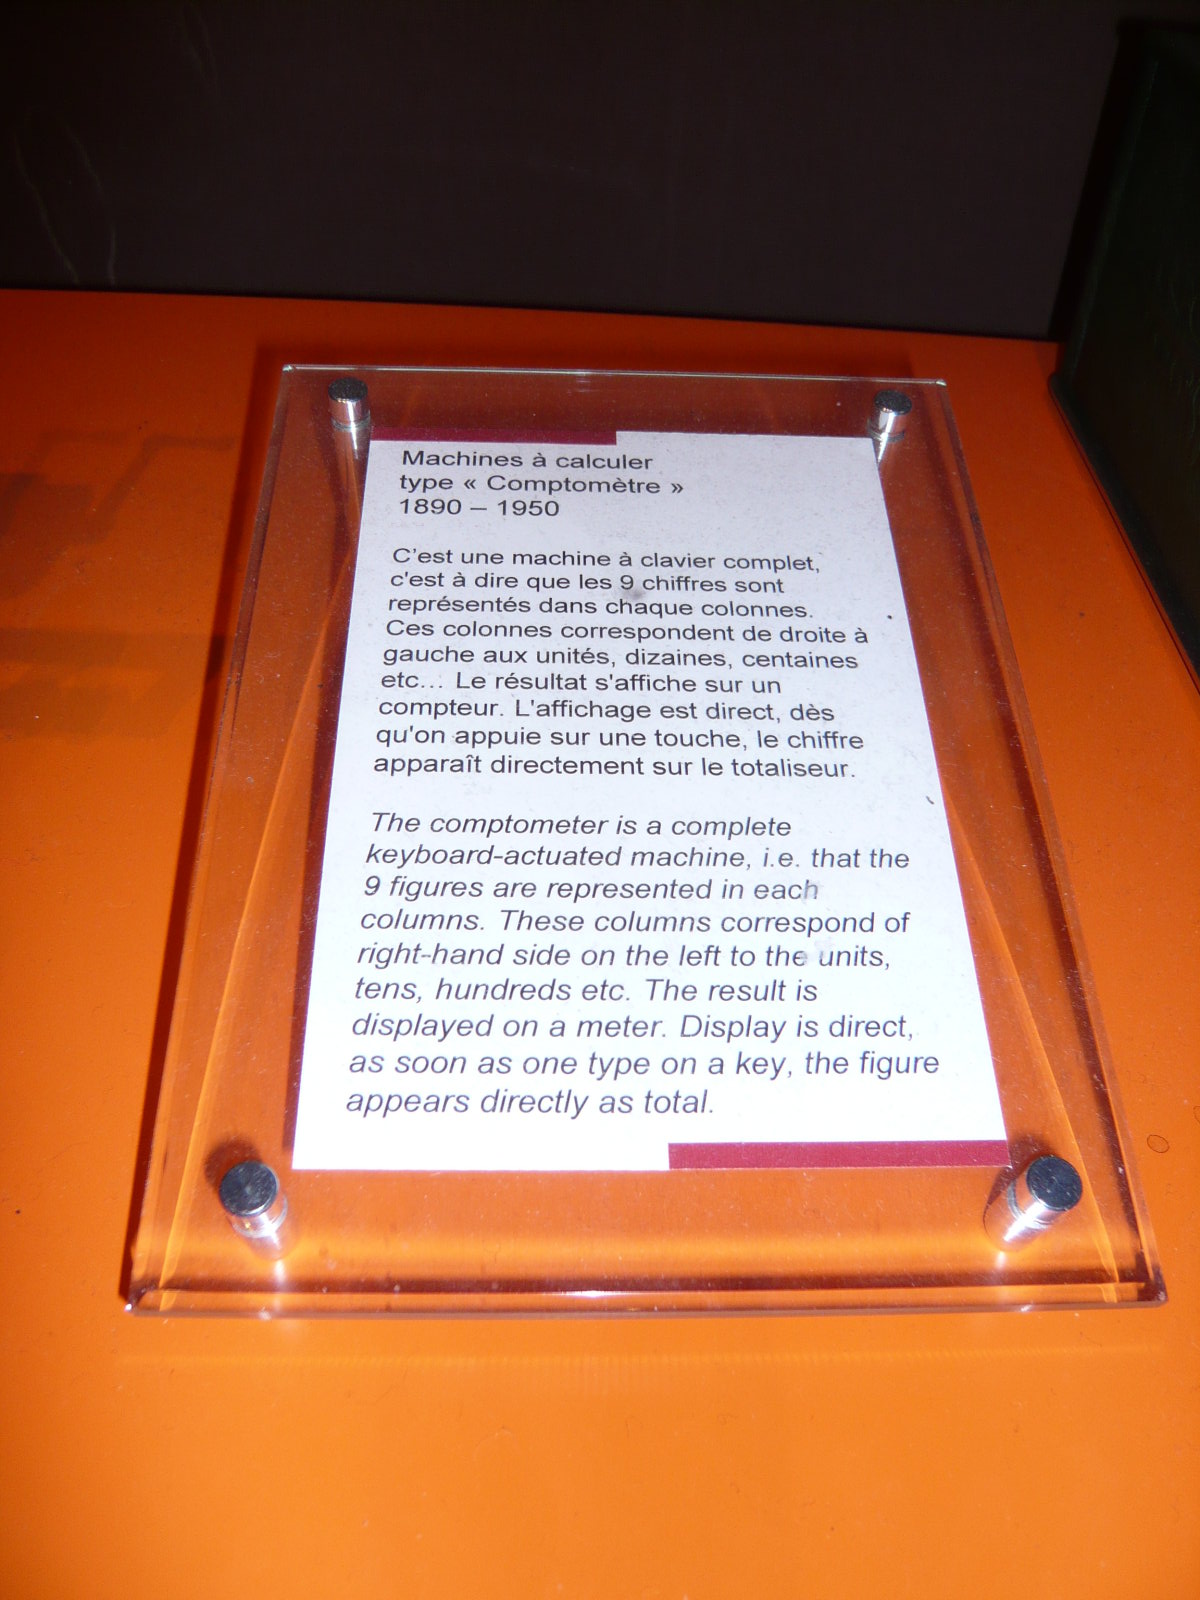 Machines à calculer
type « Comptomètre »
1890 – 1950
C'est une machine à clavier complet,
c'est à dire que les 9 chiffres sont
représentés dans chaque colonnes.
Ces colonnes correspondent de droite à
gauche aux unités, dizaines, centaines
etc... Le résultat s'affiche sur un
compteur. L'affichage est direct, dès
qu'on appuie sur une touche, le chiffre
apparaît directement sur le totaliseur.
The comptometer is a complete
keyboard-actuated machine, i.e. that the
9 figures are represented in each
columns. These columns correspond of
right-hand side on the left to the units,
tens, hundreds etc. The result is
displayed on a meter. Display is direct,
as soon as one type on a key, the figure
appears directly as total.